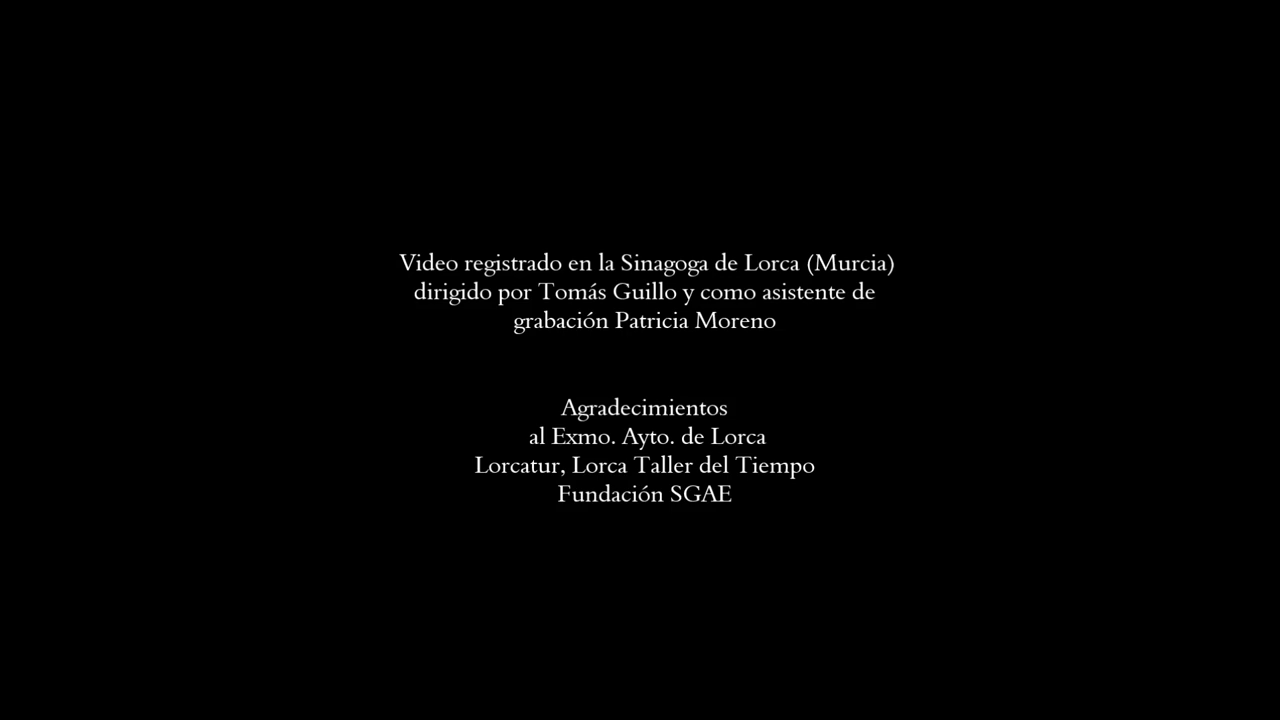 Video registrado en la Sinagoga de Lorca (Murcia)
dirigido por Tomás Guillo y como asistente de
grabación Patricia Moreno
Agradecimientos
al Exmo. Ayto. de Lorca
Lorcatur, Lorca Taller del Tiempo
Fundación SGAE